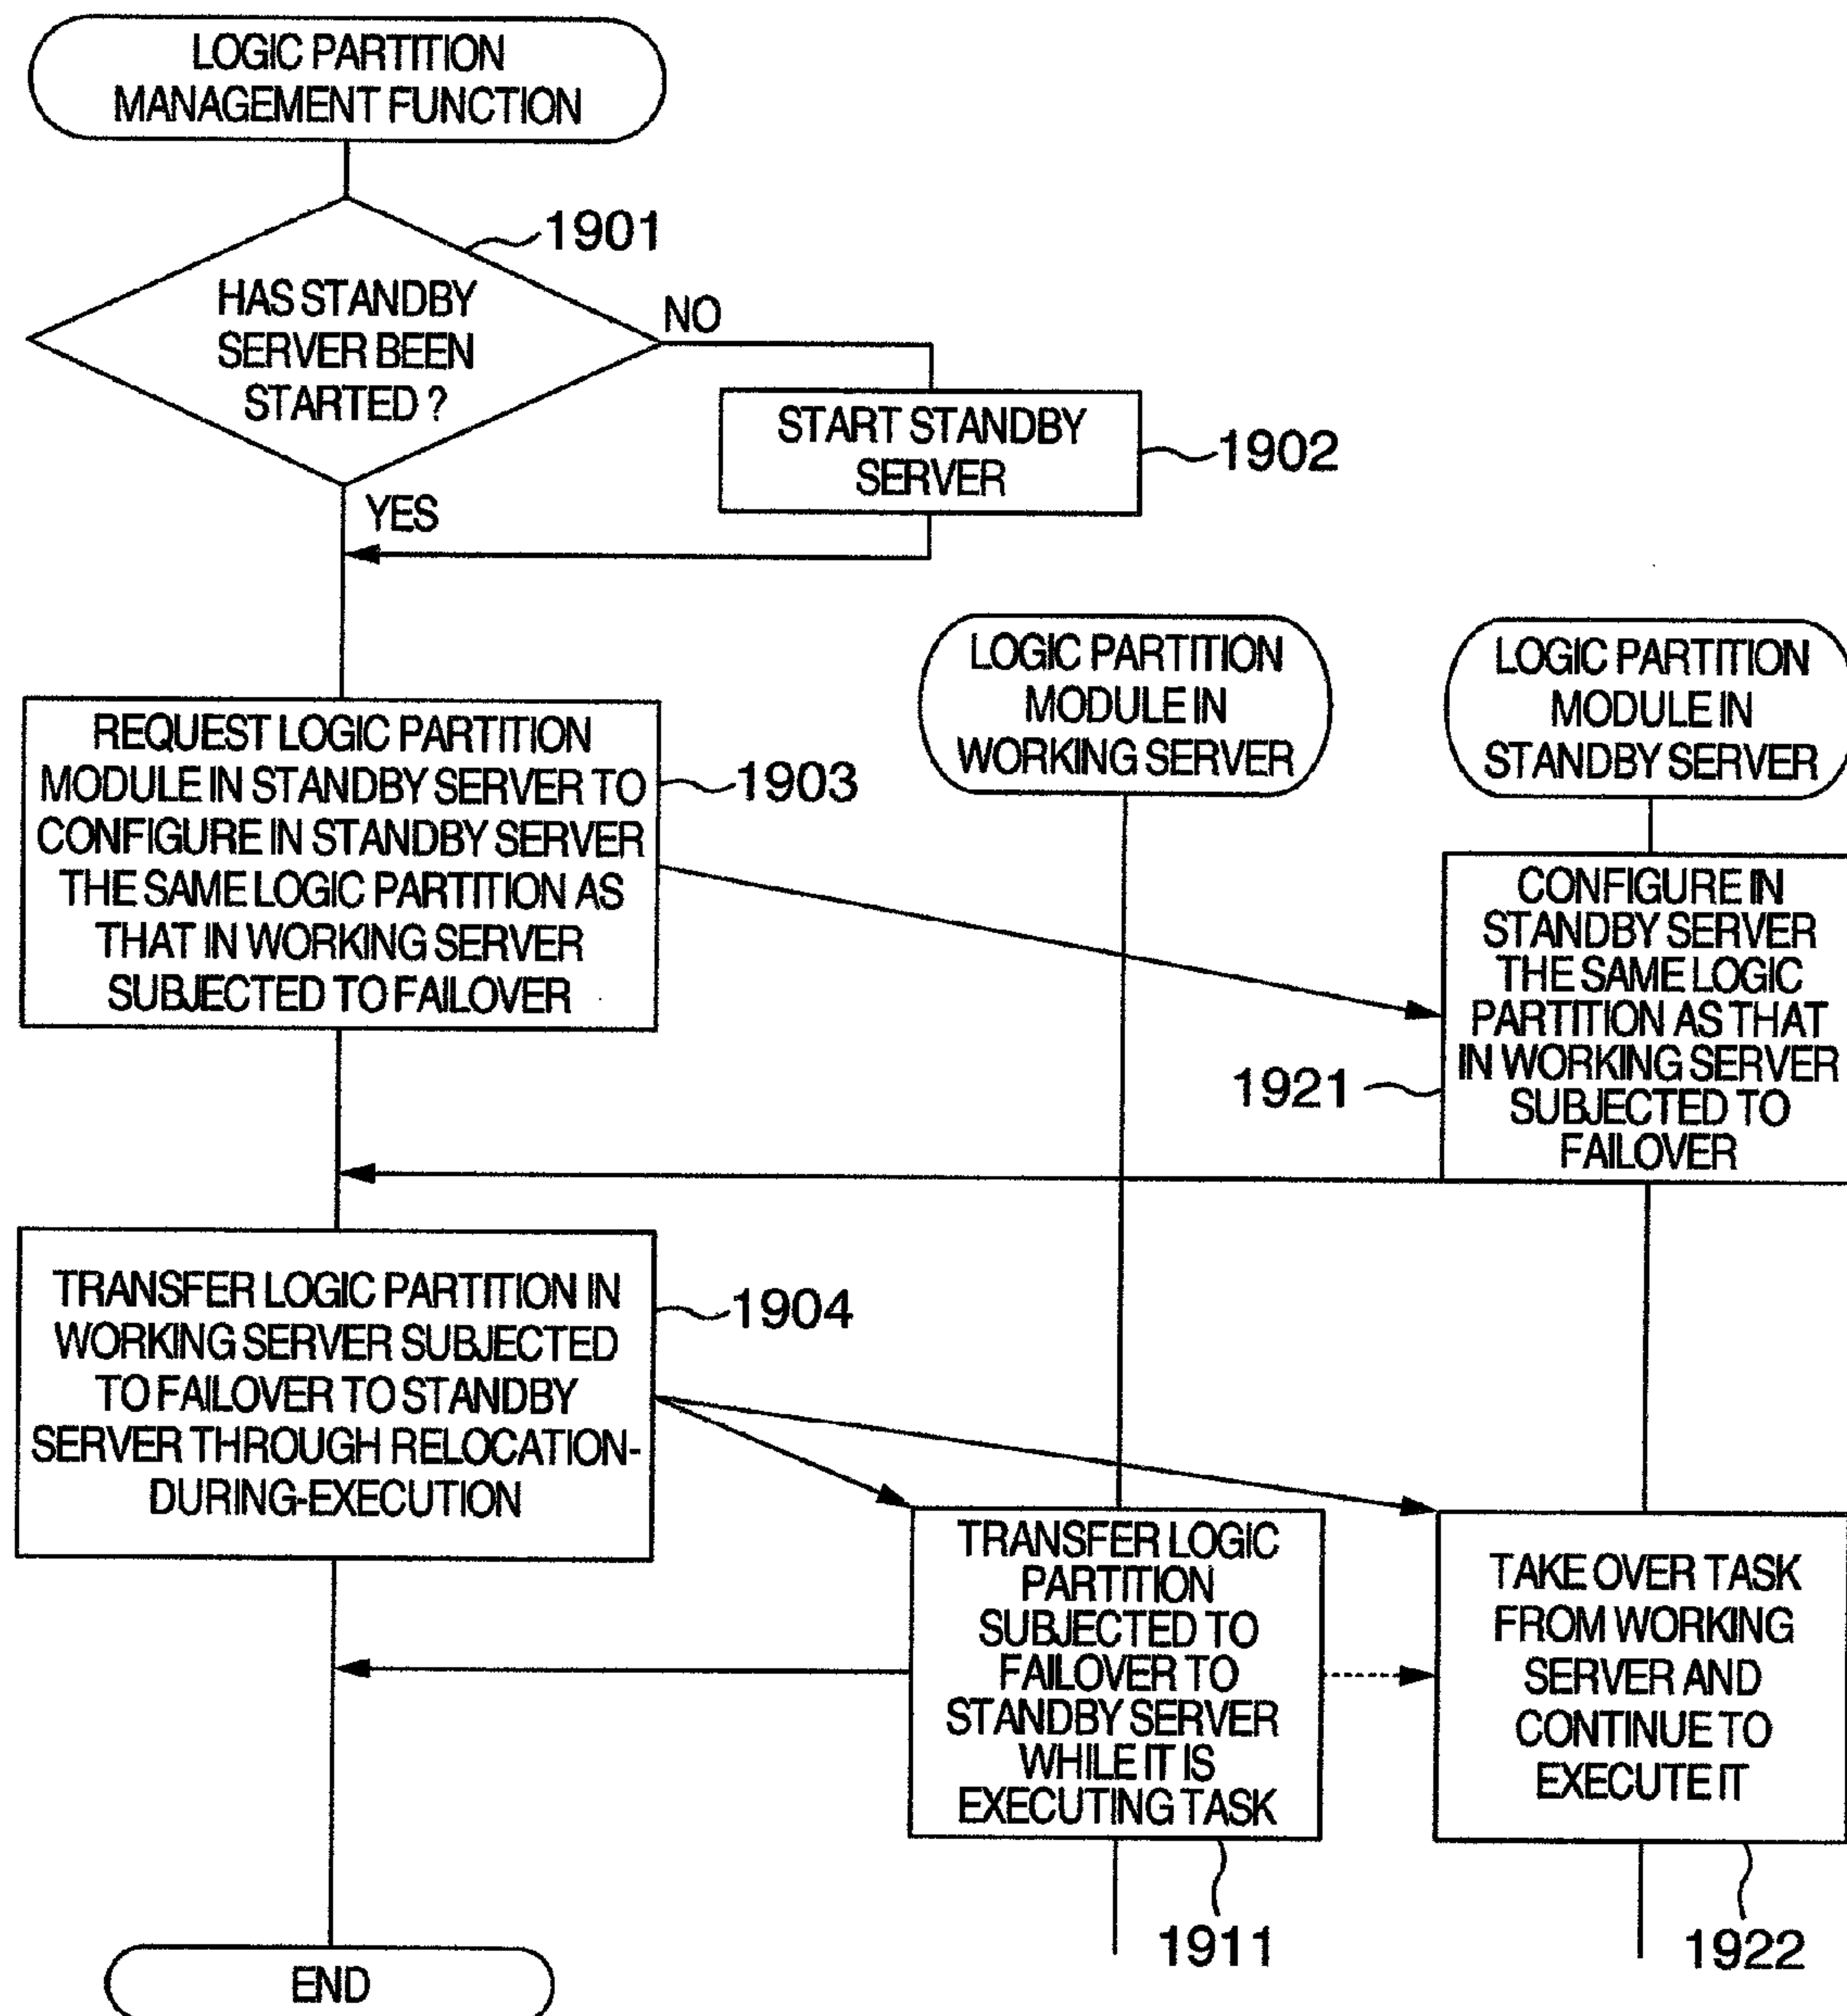 LOGIC PARTITION
MANAGEMENT FUNCTION
1901
HAS STANDBY
SERVER BEEN
STARTED ?
NO
START STANDBY
SERVER
1902
YES
LOGIC PARTITION
MODULE IN
WORKING SERVER
LOGIC PARTITION
MODULE IN
STANDBY SERVER
REQUEST LOGIC PARTITION
MODULE IN STANDBY SERVER TO
CONFIGURE IN STANDBY SERVER
THE SAME LOGIC PARTITION AS
THAT IN WORKING SERVER
SUBJECTED TO FAILOVER
1903
CONFIGURE IN
STANDBY SERVER
THE SAME LOGIC
PARTITION AS THAT
IN WORKING SERVER
SUBJECTED TO
FAILOVER
1921
TRANSFER LOGIC PARTITION IN
WORKING SERVER SUBJECTED
TO FAILOVER TO STANDBY
SERVER THROUGH RELOCATION-
DURING-EXECUTION
1904
TRANSFER LOGIC
PARTITION
SUBJECTED TO
FAILOVER TO
STANDBY SERVER
WHILE IT IS
EXECUTING TASK
1911
TAKE OVER TASK
FROM WORKING
SERVER AND
CONTINUE TO
EXECUTE IT
1922
END